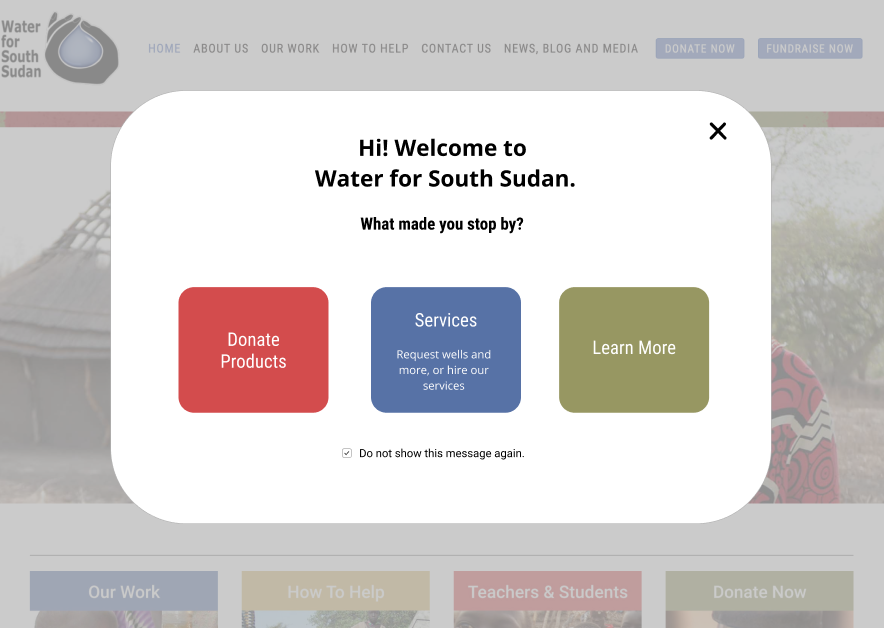 Water
for
South
Sudan
HOME ABOUT US OUR WORK HOW TO HELP CONTACT US NEWS, BLOG AND MEDIA DONATE NOW FUNDRAISE NOW
Hi! Welcome to
Water for South Sudan.
What made you stop by?
Donate
Products
Services
Request wells and
more, or hire our
services
Learn More
Do not show this message again.
Our Work
How To Help
Teachers & Students
Donate Now